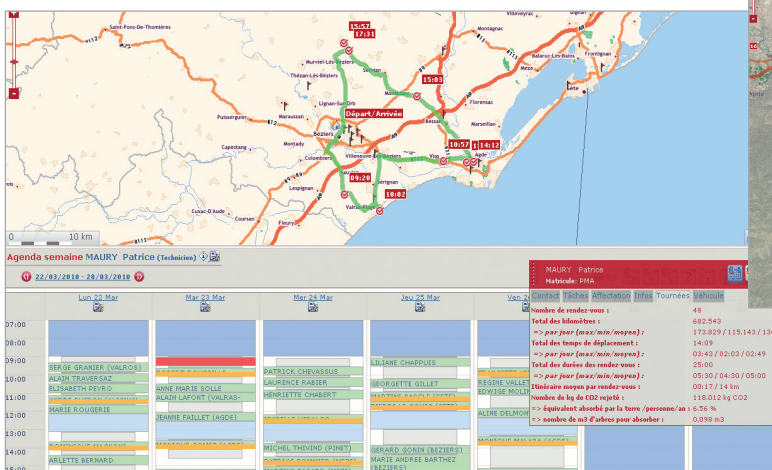 Saint-Pons-De-Thomières
Villeveyrac
Gigean
Montagnac
15:57
17:31
Balaruc-Les-Bains
Frontignan
Mèze
Sète
Murviel-Lès-Béziers
Servian
Thézan-Lès-Béziers
15:03
Florensac
Lignan-Sur-Orb
Maraussan
Puisserguier
Départ/Arrivée
Bessan
Marseillan
Béziers
Montady
Capestang
Colombiers
Villeneuve-Lès-Béziers
Vias
10:57
14:12
Agde
Lespignan
09:20
Sérignan
10:02
Valras-Plage
Cuxac-D'Aude
Coursan
Fleury
0 10 km
Agenda semaine MAURY Patrice (Technicien)
22/03/2010 - 28/03/2010
Lun 22 Mar
Mar 23 Mar
Mer 24 Mar
Jeu 25 Mar
Ven 2
07:00
08:00
09:00
10:00
11:00
12:00
13:00
14:00
15:00
SERGE GRANIER (VALROS)
ALAIN TRAVERSAZ
ELISABETH PEYRO
MARIE ROUGERIE
ARLETTE BERNARD
ANNE MARIE SOLLE
ALAIN LAFONT (VALRAS-
JEANNE FAILLET (AGDE)
PATRICK CHEVASSUS
LAURENCE RABIER
HENRIETTE CHABERT
MICHEL THIVIND (PINET)
LILIANE CHAPPUIS
GEORGETTE GILLET
GERARD GONIN (BEZIERS)
MARIE ANDREE BARTHEZ
(BEZIERS)
REGINE VALLET
EDWIGE MOLIN
ALINE DELMON
MAURY Patrice
Matricule: PMA
Contact Tâches Affectation Infos Tournées Véhicule
Nombre de rendez-vous : 48
Total des kilomètres : 682.543
=> par jour (max/min/moyen) : 173.829 / 115.143 / 13
Total des temps de déplacement : 14:09
=> par jour (max/min/moyen) : 03:43 / 02:03 / 02:49
Total des durées des rendez vous : 25:00
=> par jour (max/min/moyen) : 05:30 / 04:30 / 05:00
Itinéraire moyen par rendez-vous : 00:17 / 14 km
Nombre de kg de CO2 rejeté : 118.012 kg CO2
=> équivalent absorbé par la terre /personne/an : 6.56 %
=> nombre de m3 d'arbres pour absorber : 0.098 m3